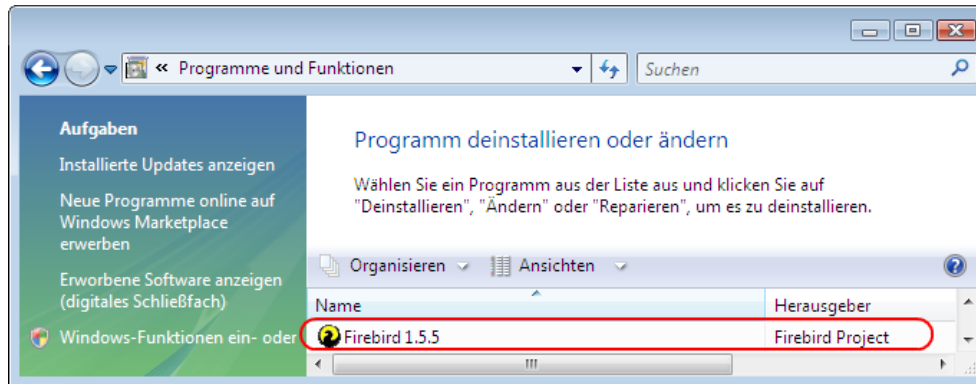 « Programme und Funktionen
Suchen
Aufgaben
Installierte Updates anzeigen
Neue Programme online auf
Windows Marketplace
erwerben
Erworbene Software anzeigen
(digitales Schließfach)
Windows-Funktionen ein- oder
Programm deinstallieren oder ändern
Wählen Sie ein Programm aus der Liste aus und klicken Sie auf
"Deinstallieren", "Ändern" oder "Reparieren", um es zu deinstallieren.
Organisieren Ansichten
Name Herausgeber
Firebird 1.5.5 Firebird Project